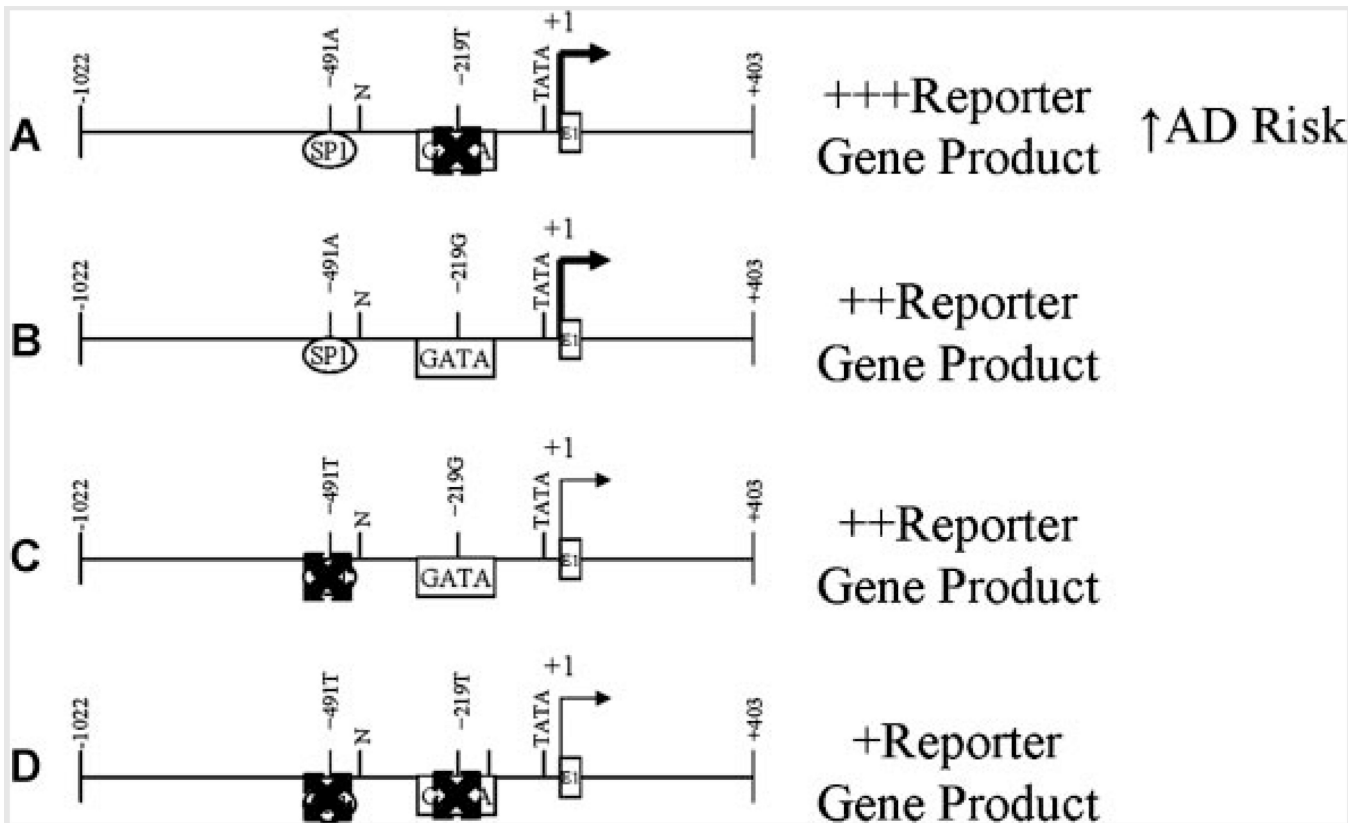 A
-1022
-491A
N
-219T
TATA
+1
+403
SP1
G A
E1
+++Reporter
Gene Product
↑AD Risk
B
-1022
-491A
N
-219G
TATA
+1
+403
SP1
GATA
E1
++Reporter
Gene Product
C
-1022
-491T
N
-219G
TATA
+1
+403
GATA
E1
++Reporter
Gene Product
D
-1022
-491T
N
-219T
TATA
+1
+403
G A
E1
+Reporter
Gene Product